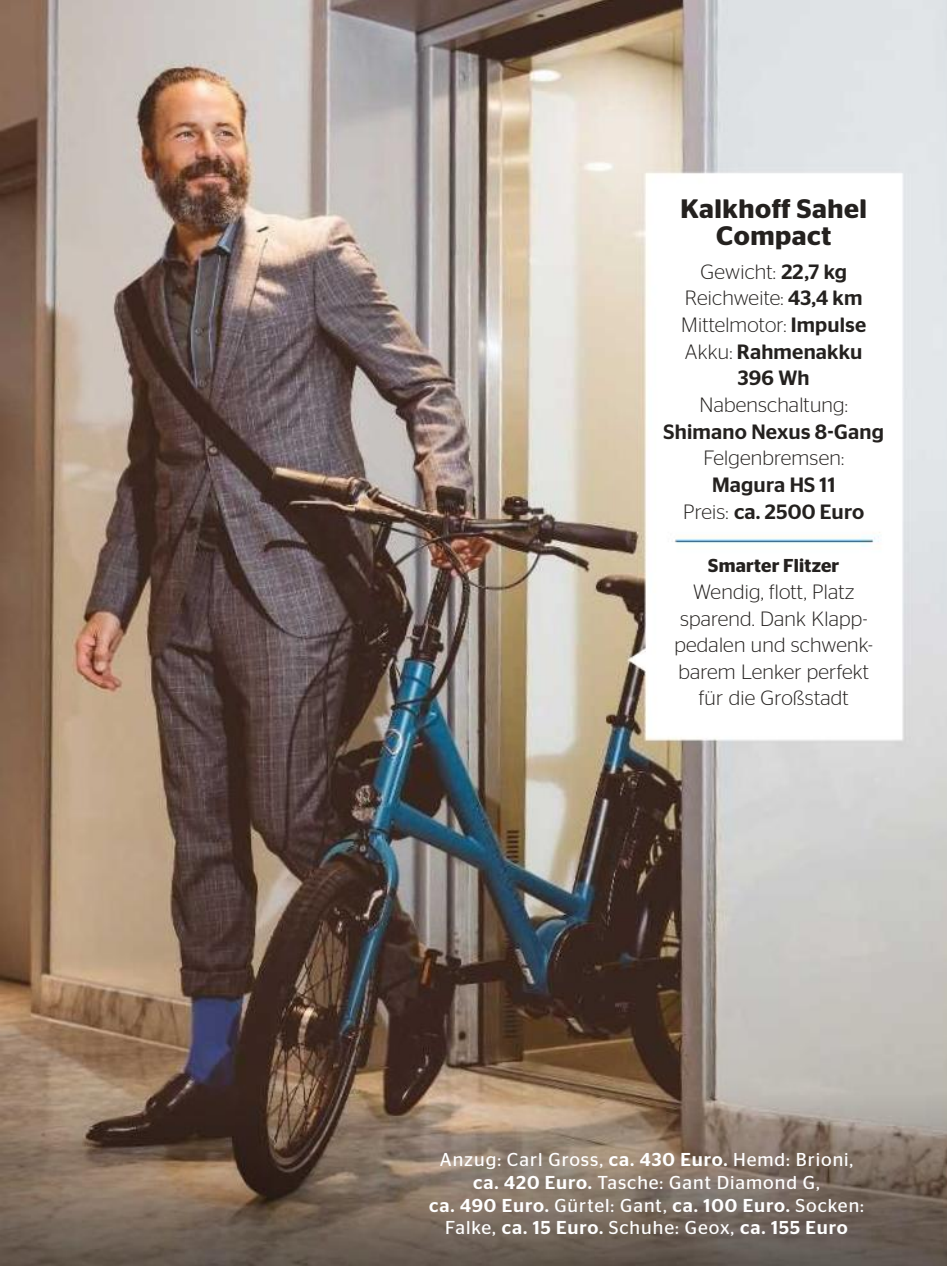 Kalkhoff Sahel
Compact
Gewicht: 22,7 kg
Reichweite: 43,4 km
Mittelmotor: Impulse
Akku: Rahmenakku
396 Wh
Nabenschaltung:
Shimano Nexus 8-Gang
Felgenbremsen:
Magura HS 11
Preis: ca. 2500 Euro
Smarter Flitzer
Wendig, flott, Platz
sparend. Dank Klapp-
pedalen und schwenk-
barem Lenker perfekt
für die Großstadt
Anzug: Carl Gross, ca. 430 Euro. Hemd: Brioni,
ca. 420 Euro. Tasche: Gant Diamond G,
ca. 490 Euro. Gürtel: Gant, ca. 100 Euro. Socken:
Falke, ca. 15 Euro. Schuhe: Geox, ca. 155 Euro